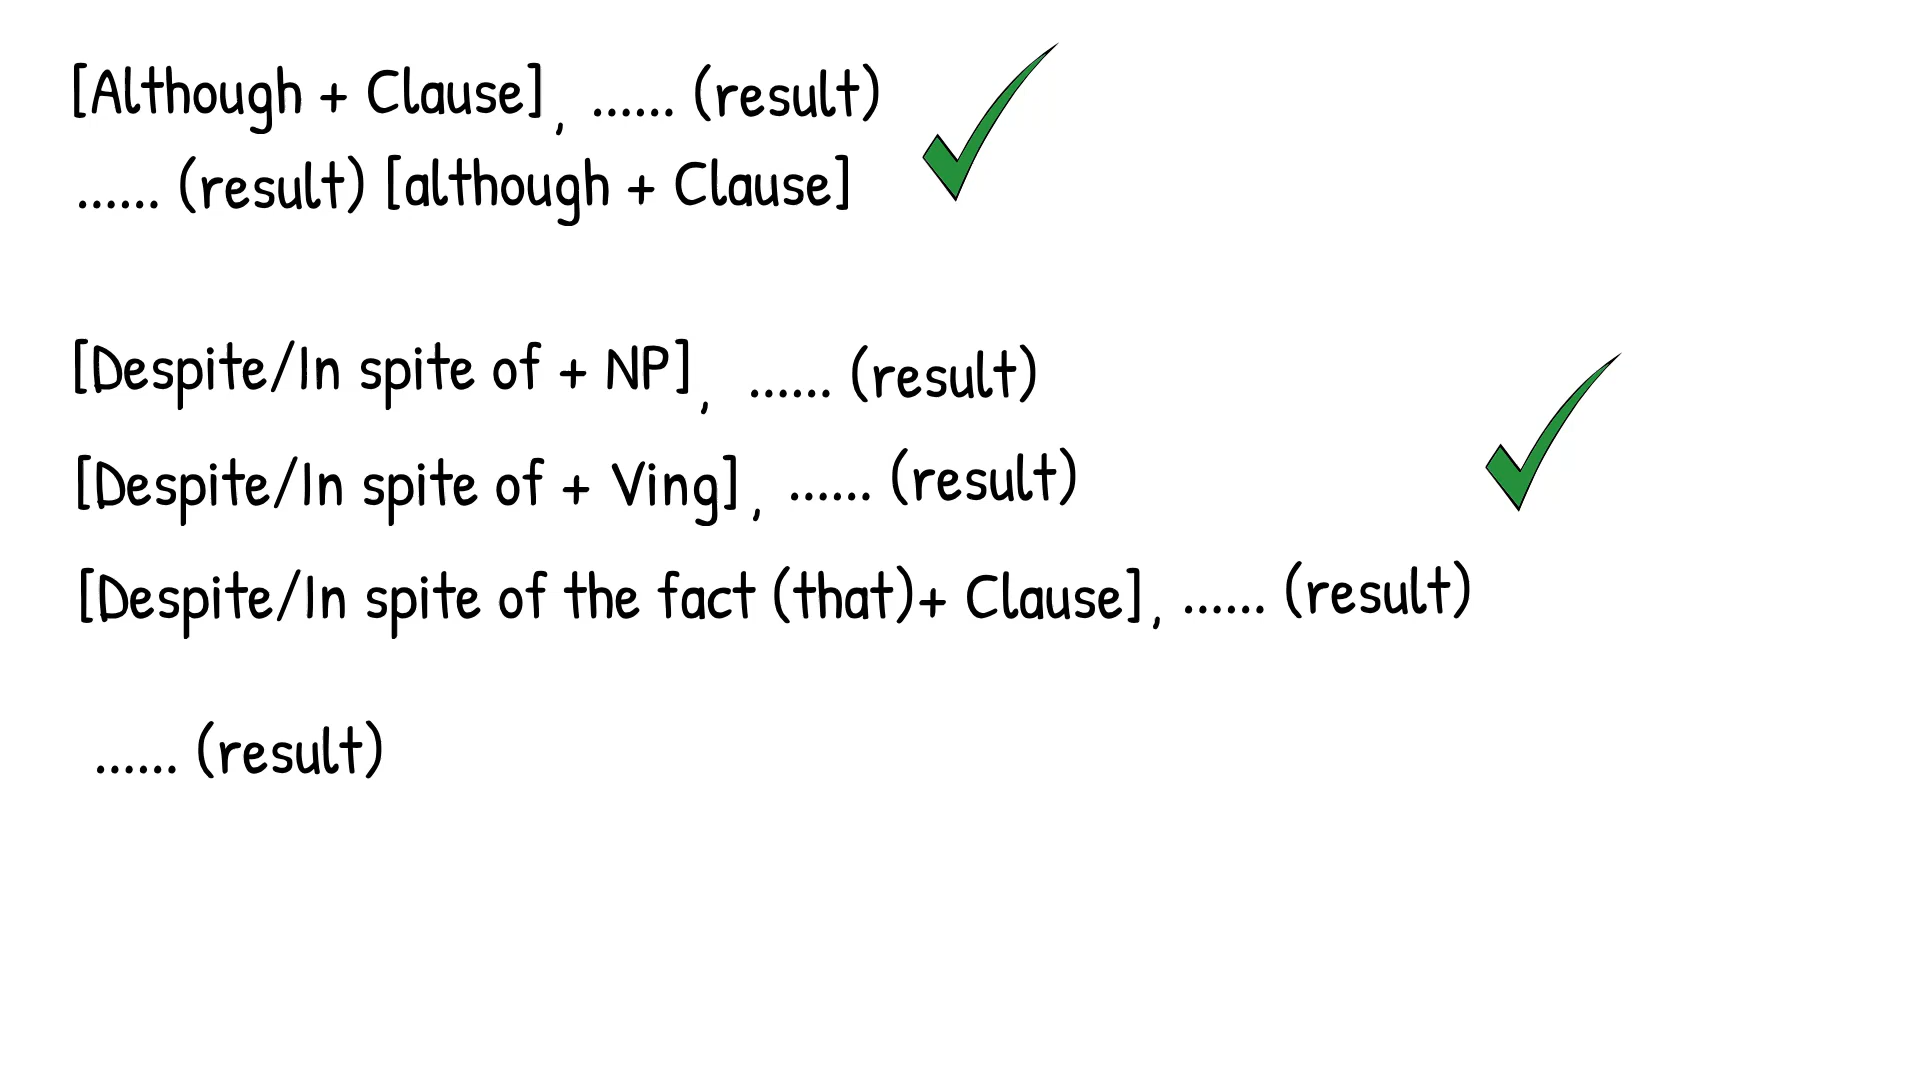 [Although + Clause], ...... (result)
...... (result) [although + Clause]
[Despite/In spite of + NP], ...... (result)
[Despite/In spite of + Ving], ...... (result)
[Despite/In spite of the fact (that)+ Clause], ...... (result)
...... (result)